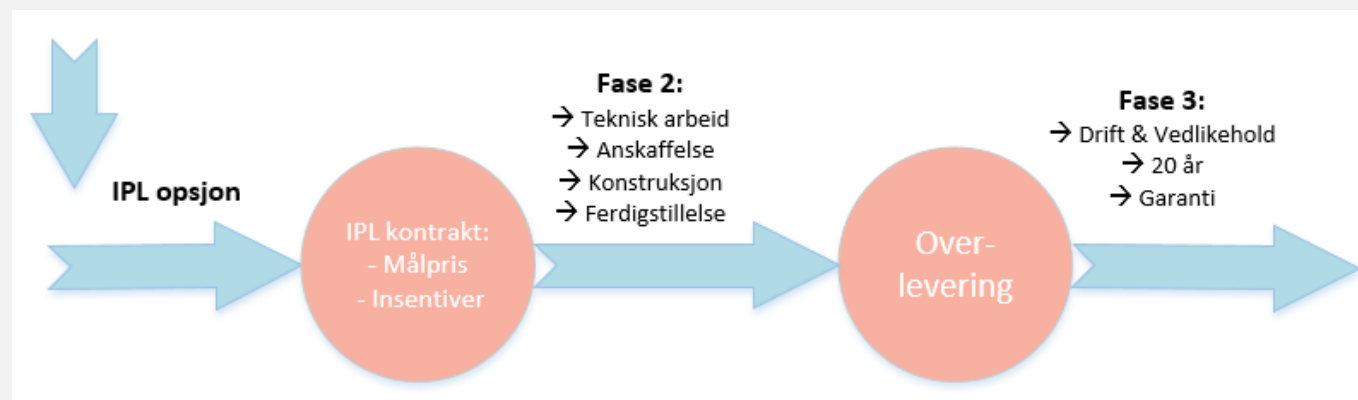 IPL opsjon
IPL kontrakt:
- Målpris
- Insentiver
Fase 2:
→ Teknisk arbeid
→ Anskaffelse
→ Konstruksjon
→ Ferdigstillelse
Over-
levering
Fase 3:
→ Drift & Vedlikehold
→ 20 år
→ Garanti